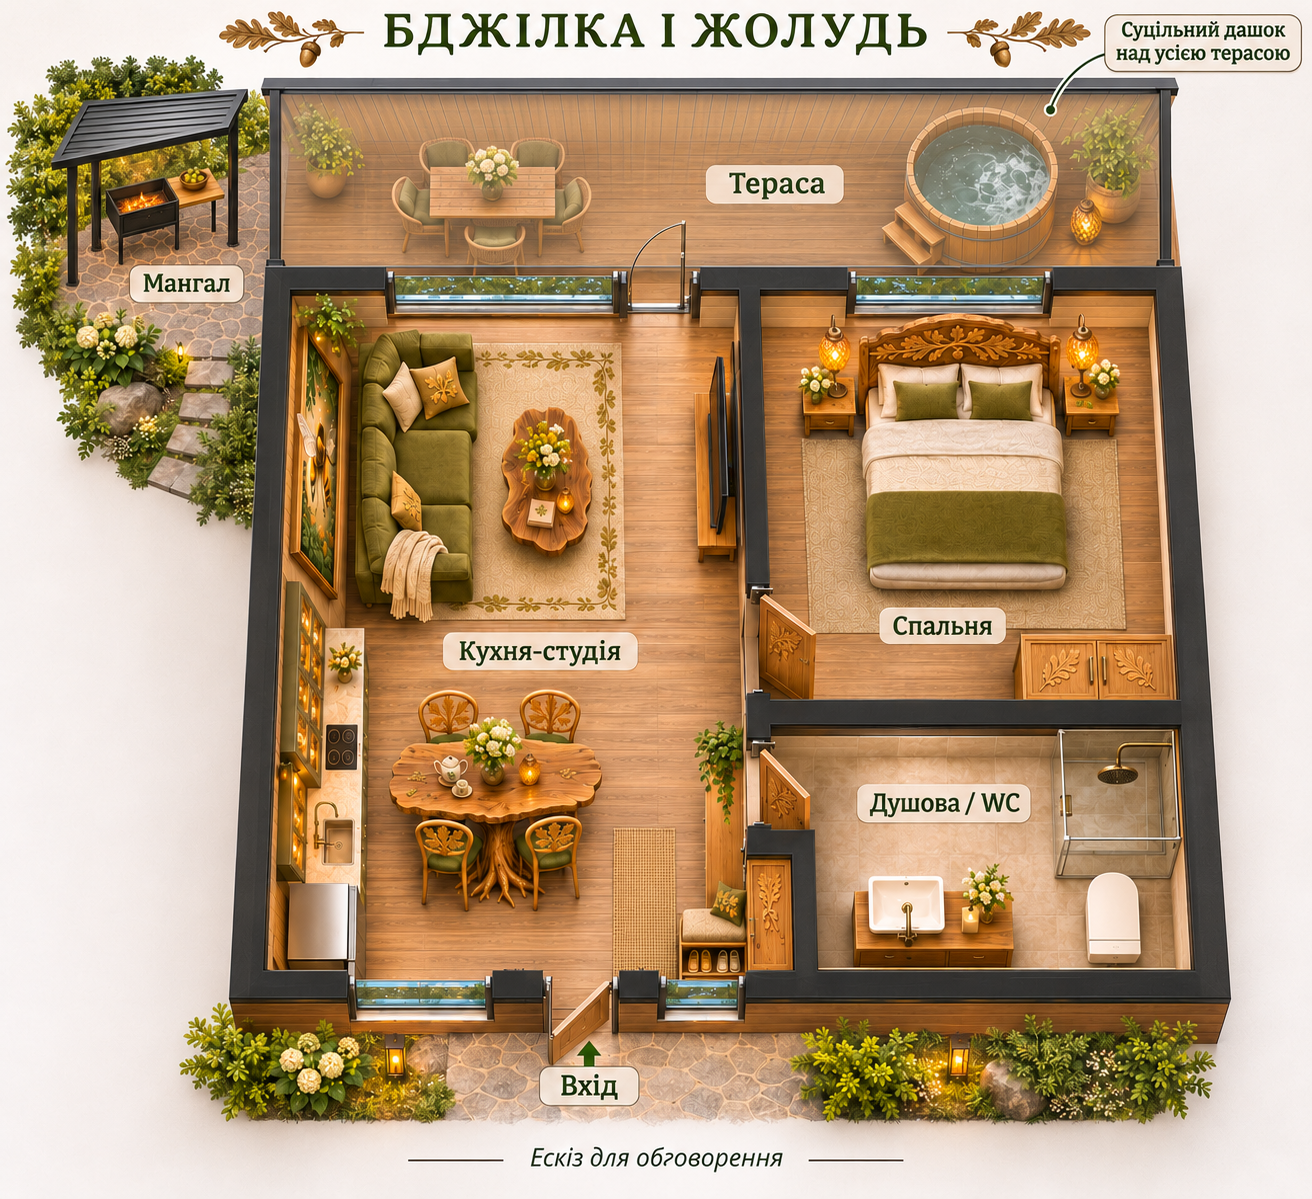 БДЖІЛКА І ЖОЛУДЬ
Суцільний дашок
над усією терасою
Тераса
Мангал
Кухня-студія
Спальня
Душова / WC
Вхід
Ескіз для обговорення